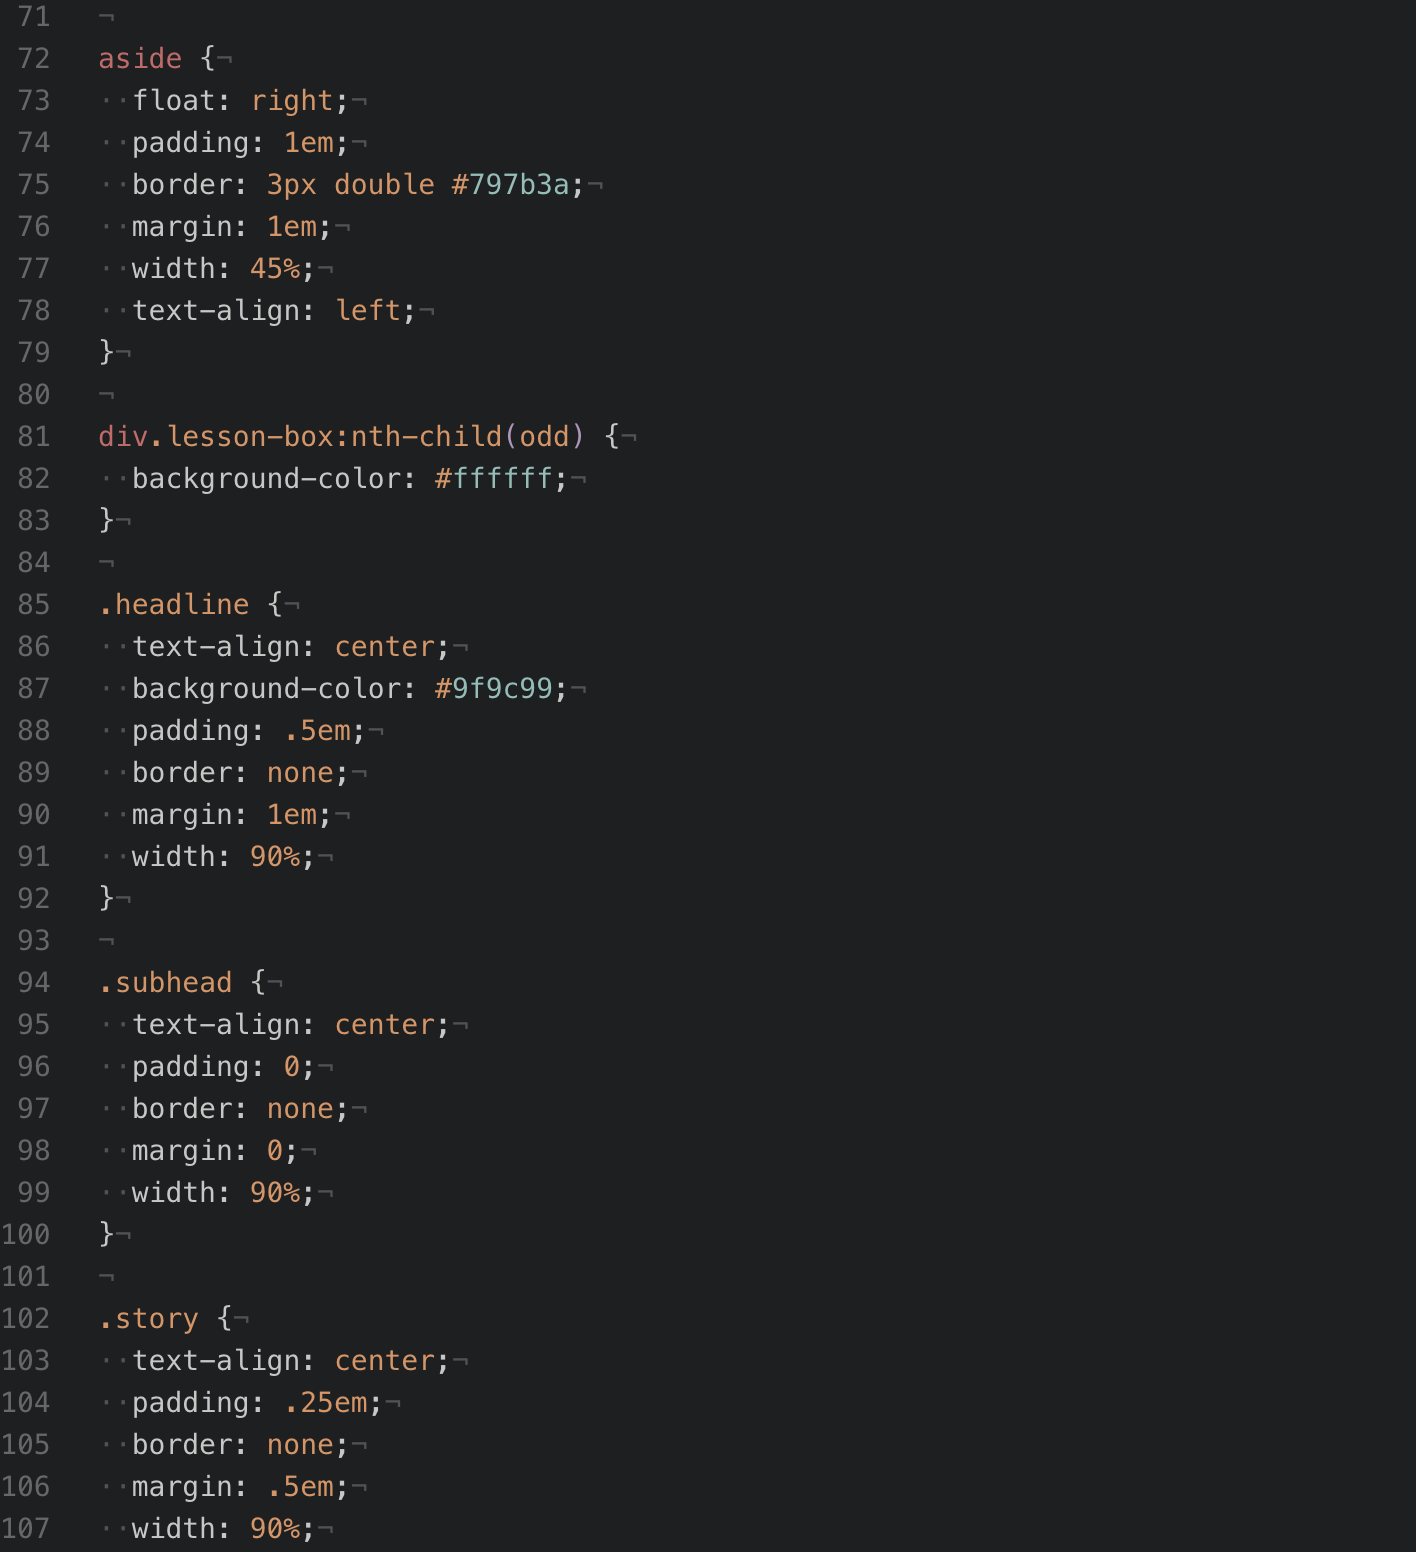 71 ¬
72 aside {¬
73 ··float: right;¬
74 ··padding: 1em;¬
75 ··border: 3px double #797b3a;¬
76 ··margin: 1em;¬
77 ··width: 45%;¬
78 ··text-align: left;¬
79 }¬
80 ¬
81 div.lesson-box:nth-child(odd) {¬
82 ··background-color: #ffffff;¬
83 }¬
84 ¬
85 .headline {¬
86 ··text-align: center;¬
87 ··background-color: #9f9c99;¬
88 ··padding: .5em;¬
89 ··border: none;¬
90 ··margin: 1em;¬
91 ··width: 90%;¬
92 }¬
93 ¬
94 .subhead {¬
95 ··text-align: center;¬
96 ··padding: 0;¬
97 ··border: none;¬
98 ··margin: 0;¬
99 ··width: 90%;¬
100 }¬
101 ¬
102 .story {¬
103 ··text-align: center;¬
104 ··padding: .25em;¬
105 ··border: none;¬
106 ··margin: .5em;¬
107 ··width: 90%;¬